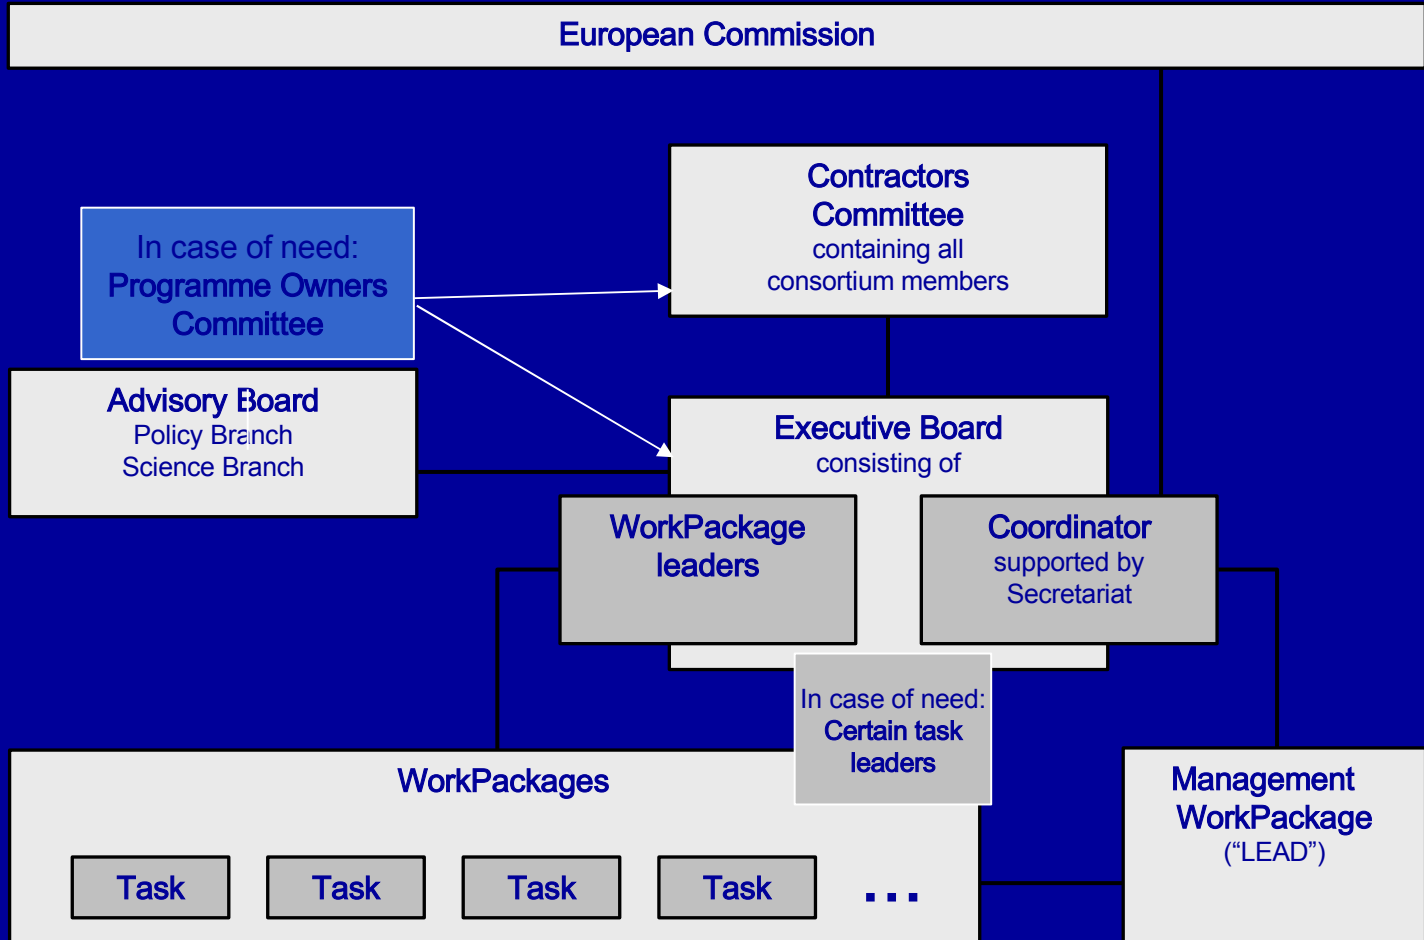 European Commission
Contractors
Committee
containing all
consortium members
In case of need:
Programme Owners
Committee
Advisory Board
Policy Branch
Science Branch
Executive Board
consisting of
WorkPackage
leaders
Coordinator
supported by
Secretariat
In case of need:
Certain task
leaders
WorkPackages
Task
Task
Task
Task
...
Management
WorkPackage
(“LEAD”)